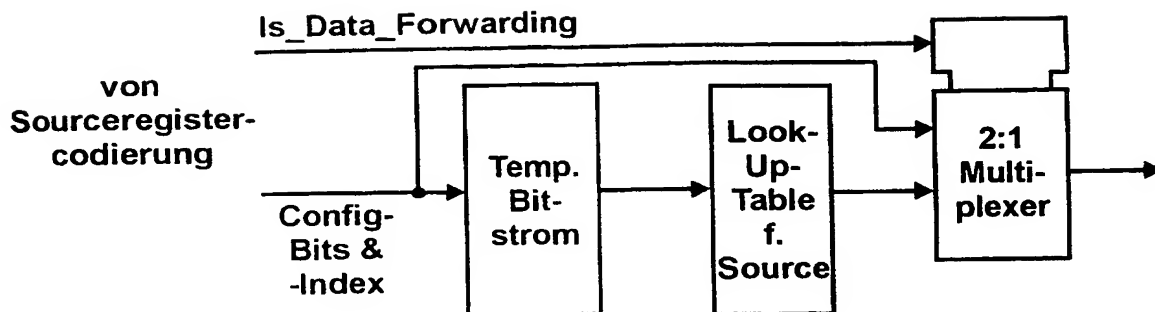 Is_Data_Forwarding
von
Sourceregister-
codierung
Config-
Bits &
-Index
Temp.
Bit-
strom
Look-
Up-
Table
f.
Source
2:1
Multi-
plexer